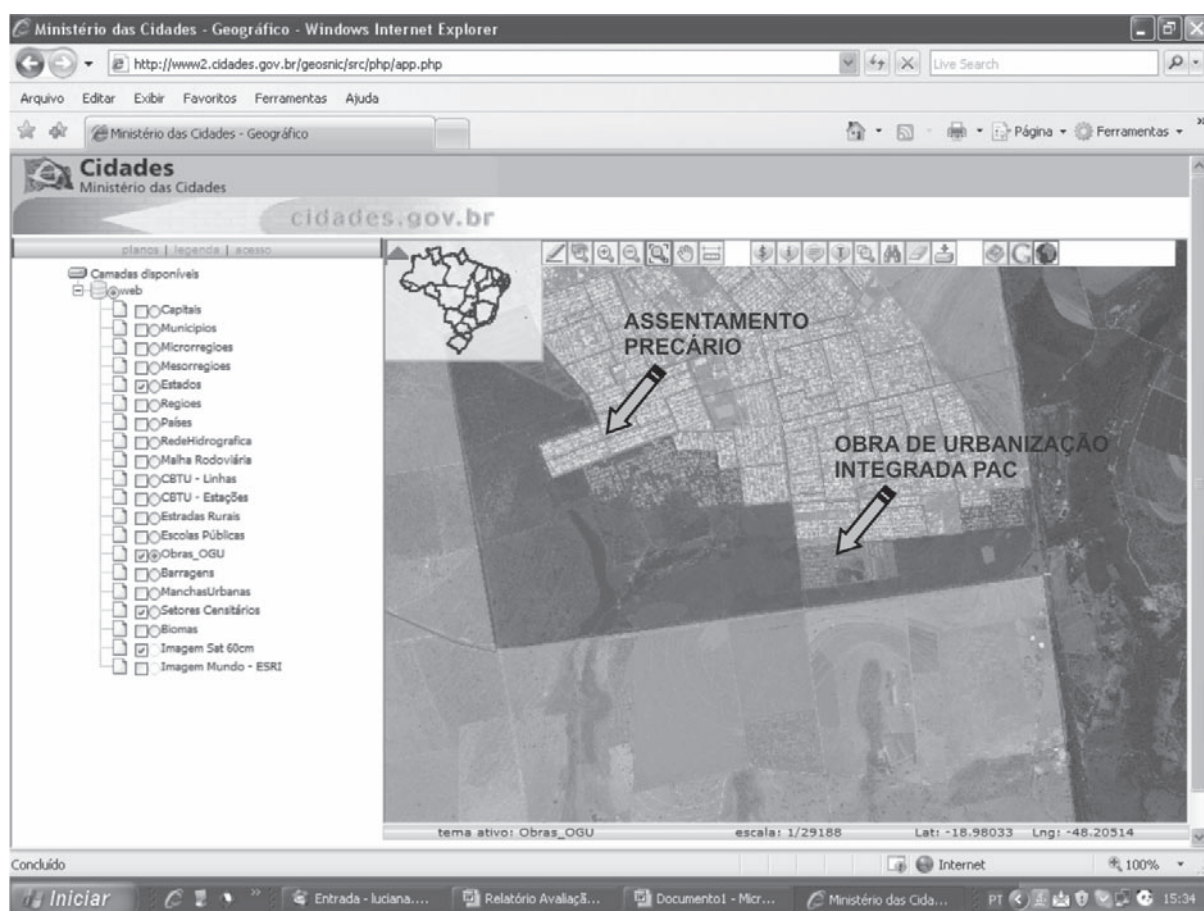 Ministério das Cidades - Geográfico - Windows Internet Explorer
http://www2.cidades.gov.br/geosnic/src/php/app.php
Live Search
Arquivo Editar Exibir Favoritos Ferramentas Ajuda
Ministério das Cidades - Geográfico
Página
Ferramentas
Cidades
Ministério das Cidades
cidades.gov.br
planos | legenda | acesso
Camadas disponíveis
web
Capitais
Municipios
Microrregioes
Mesorregioes
Estados
Regioes
Países
RedeHidrografica
Malha Rodoviária
CBTU - Linhas
CBTU - Estações
Estradas Rurais
Escolas Públicas
Obras_OGU
Barragens
ManchasUrbanas
Setores Censitários
Biomas
Imagem Sat 60cm
Imagem Mundo - ESRI
ASSENTAMENTO
PRECÁRIO
OBRA DE URBANIZAÇÃO
INTEGRADA PAC
tema ativo: Obras_OGU escala: 1/29188 Lat: -18.98033 Lng: -48.20514
Concluído Internet 100%
Iniciar Entrada - luciana.... Relatório Avaliaçã... Documento1 - Micr... Ministério das Cida... PT 15:34